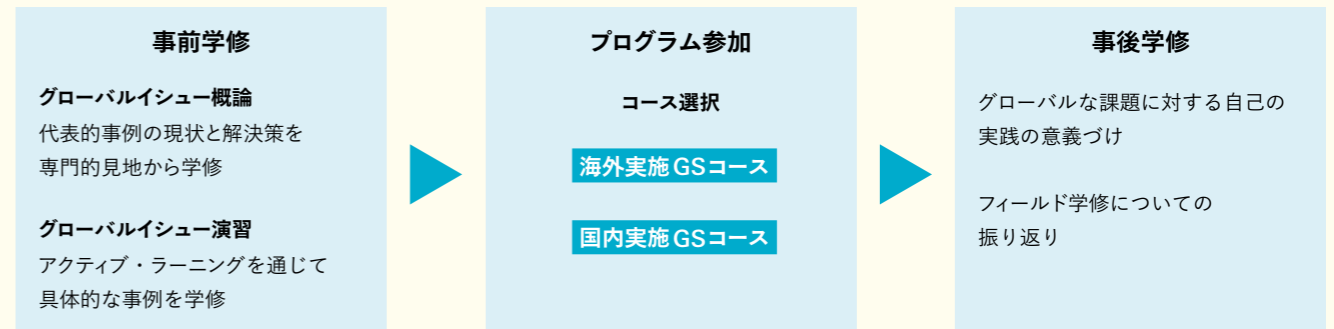 事前学修
グローバルイシュー概論
代表的事例の現状と解決策を
専門的見地から学修
グローバルイシュー演習
アクティブ・ラーニングを通じて
具体的な事例を学修
プログラム参加
コース選択
海外実施GSコース
国内実施GSコース
事後学修
グローバルな課題に対する自己の
実践の意義づけ
フィールド学修についての
振り返り